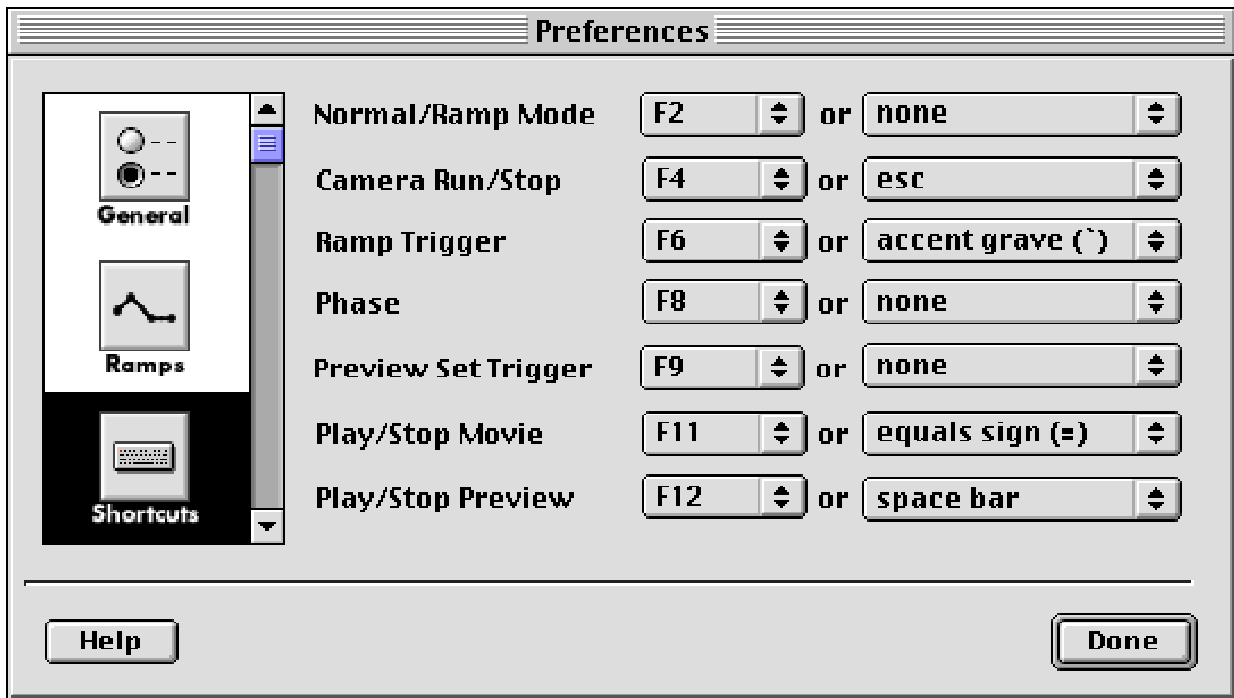 Preferences
General
Ramps
Shortcuts
Normal/Ramp Mode F2 or none
Camera Run/Stop F4 or esc
Ramp Trigger F6 or accent grave (`)
Phase F8 or none
Preview Set Trigger F9 or none
Play/Stop Movie F11 or equals sign (=)
Play/Stop Preview F12 or space bar
Help Done